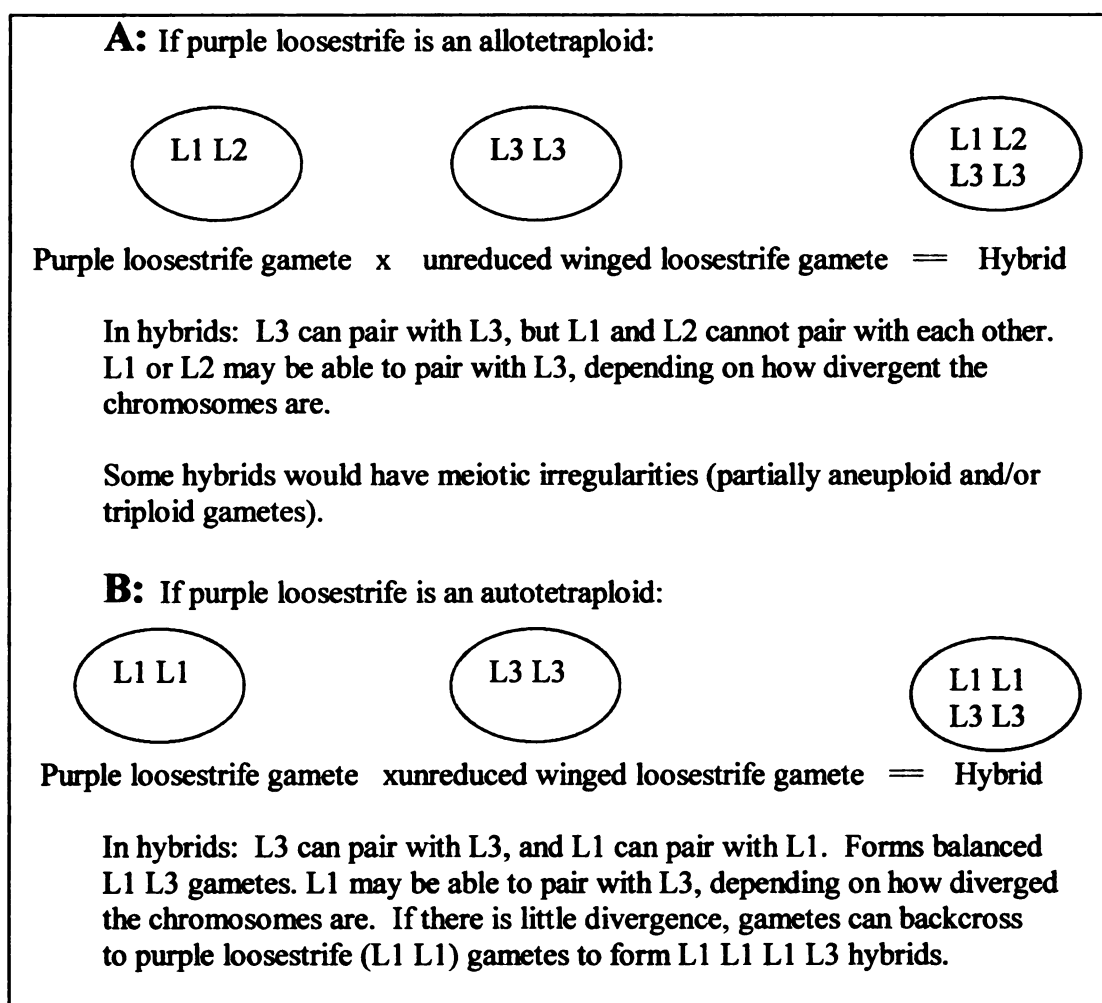 A: If purple loosestrife is an allotetraploid:
L1 L2 L3 L3 L1 L2
L3 L3
Purple loosestrife gamete x unreduced winged loosestrife gamete = Hybrid
In hybrids: L3 can pair with L3, but L1 and L2 cannot pair with each other.
L1 or L2 may be able to pair with L3, depending on how divergent the
chromosomes are.
Some hybrids would have meiotic irregularities (partially aneuploid and/or
triploid gametes).
B: If purple loosestrife is an autotetraploid:
L1 L1 L3 L3 L1 L1
L3 L3
Purple loosestrife gamete xunreduced winged loosestrife gamete = Hybrid
In hybrids: L3 can pair with L3, and L1 can pair with L1. Forms balanced
L1 L3 gametes. L1 may be able to pair with L3, depending on how diverged
the chromosomes are. If there is little divergence, gametes can backcross
to purple loosestrife (L1 L1) gametes to form L1 L1 L1 L3 hybrids.